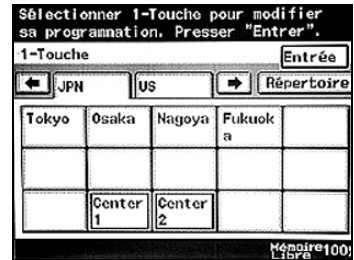 Sélectionner 1-Touche pour modifier
sa programmation. Presser "Entrer".
1-Touche Entrée
JPN US Répertoire
Tokyo Osaka Nagoya Fukuok
a
Center Center
1 2
Mémoire 100%
Libre